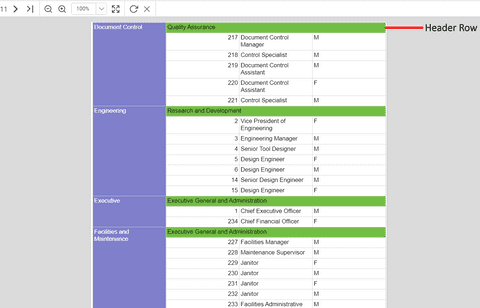 11
100%
Document Control Quality Assurance Header Row
217 Document Control M
Manager
218 Control Specialist M
219 Document Control M
Assistant
220 Document Control F
Assistant
221 Control Specialist M
Engineering Research and Development
2 Vice President of F
Engineering
3 Engineering Manager M
4 Senior Tool Designer M
5 Design Engineer F
6 Design Engineer M
14 Senior Design Engineer M
15 Design Engineer F
Executive Executive General and Administration
1 Chief Executive Officer M
234 Chief Financial Officer F
Facilities and Executive General and Administration
Maintenance
227 Facilities Manager M
228 Maintenance Supervisor M
229 Janitor F
230 Janitor M
231 Janitor F
232 Janitor M
233 Facilities Administrative M